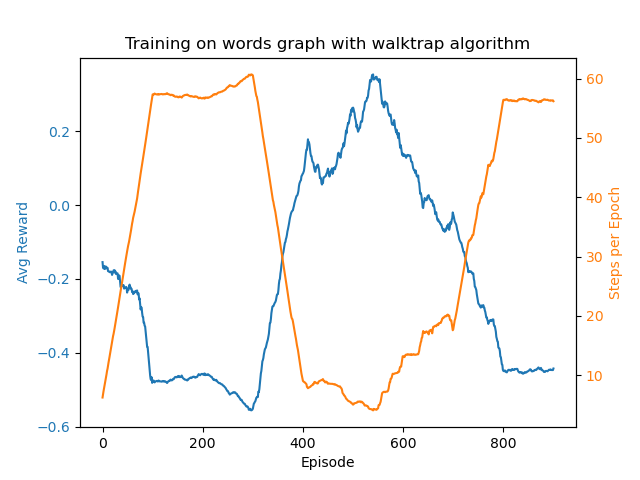 Training on words graph with walktrap algorithm
0.2
0.0
−0.2
−0.4
−0.6
Avg Reward
60
50
40
30
20
10
Steps per Epoch
0 200 400 600 800
Episode